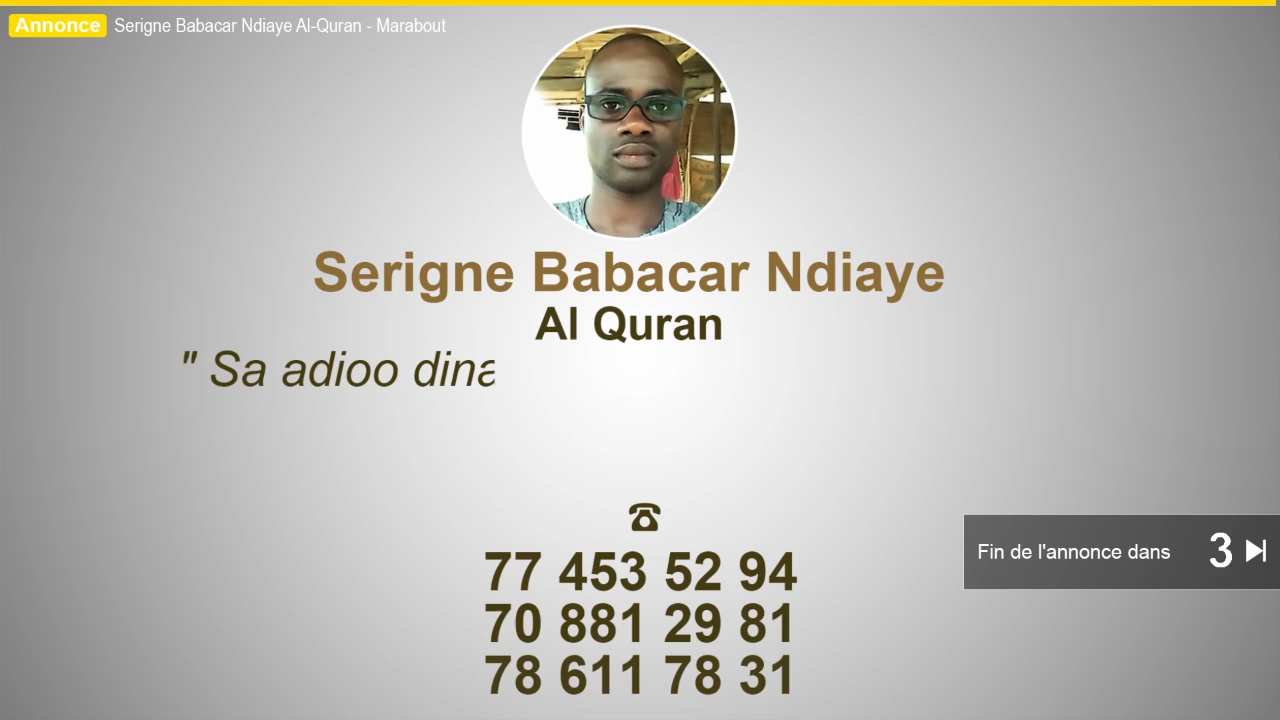 Annonce Serigne Babacar Ndiaye Al-Quran - Marabout
Serigne Babacar Ndiaye
Al Quran
" Sa adioo
☎
77 453 52 94
Fin de l'annonce dans 3
70 881 29 81
78 611 78 31